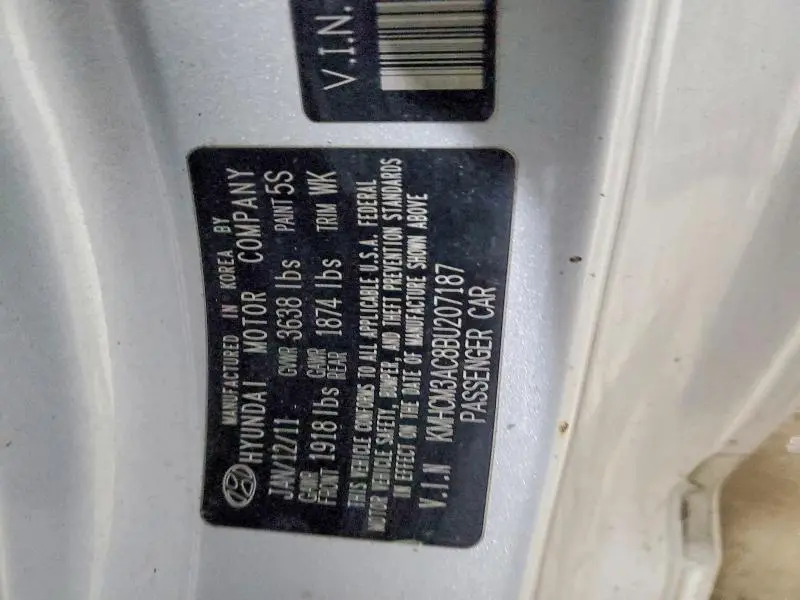 V.I.N.
MANUFACTURED IN KOREA BY
HYUNDAI MOTOR COMPANY
JAN/12/11 GWR 3638 lbs PAINT 5S
GAWR FRONT 1918 lbs GAWR REAR 1874 lbs TRIM WK
THIS VEHICLE CONFORMS TO ALL APPLICABLE U.S.A. FEDERAL
MOTOR VEHICLE SAFETY, BUMPER, AND THEFT PREVENTION STANDARDS
IN EFFECT ON THE DATE OF MANUFACTURE SHOWN ABOVE
V.I.N KMHCM3AC8BU207187
PASSENGER CAR